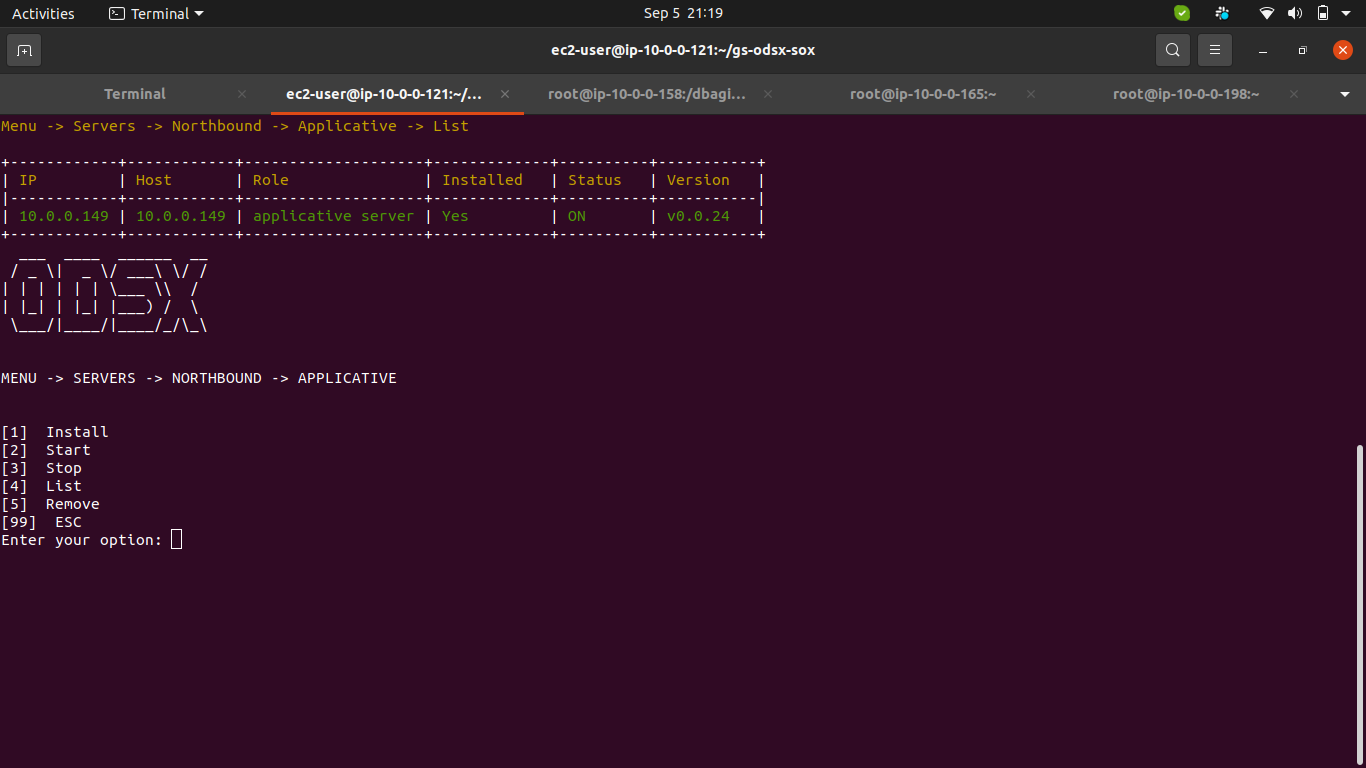 Activities Terminal Sep 5 21:19
ec2-user@ip-10-0-0-121:~/gs-odsx-sox
Terminal × ec2-user@ip-10-0-0-121:~/... × root@ip-10-0-0-158:/dbagi... × root@ip-10-0-0-165:~ × root@ip-10-0-0-198:~ ×
Menu -> Servers -> Northbound -> Applicative -> List
+------------+------------+--------------------+------------+----------+-----------+
| IP         | Host       | Role               | Installed   | Status   | Version   |
|------------+------------+--------------------+-------------+----------+-----------|
| 10.0.0.149 | 10.0.0.149 | applicative server | Yes         | ON       | v0.0.24   |
+------------+------------+--------------------+-------------+----------+-----------+
  ___  ____  ______  __
 / _ \|  _ \/ ___\ \/ /
| | | | | | \___ \\  /
| |_| | |_| |___) /  \
 \___/|____/|____/_/\_\
MENU -> SERVERS -> NORTHBOUND -> APPLICATIVE
[1]  Install
[2]  Start
[3]  Stop
[4]  List
[5]  Remove
[99]  ESC
Enter your option: